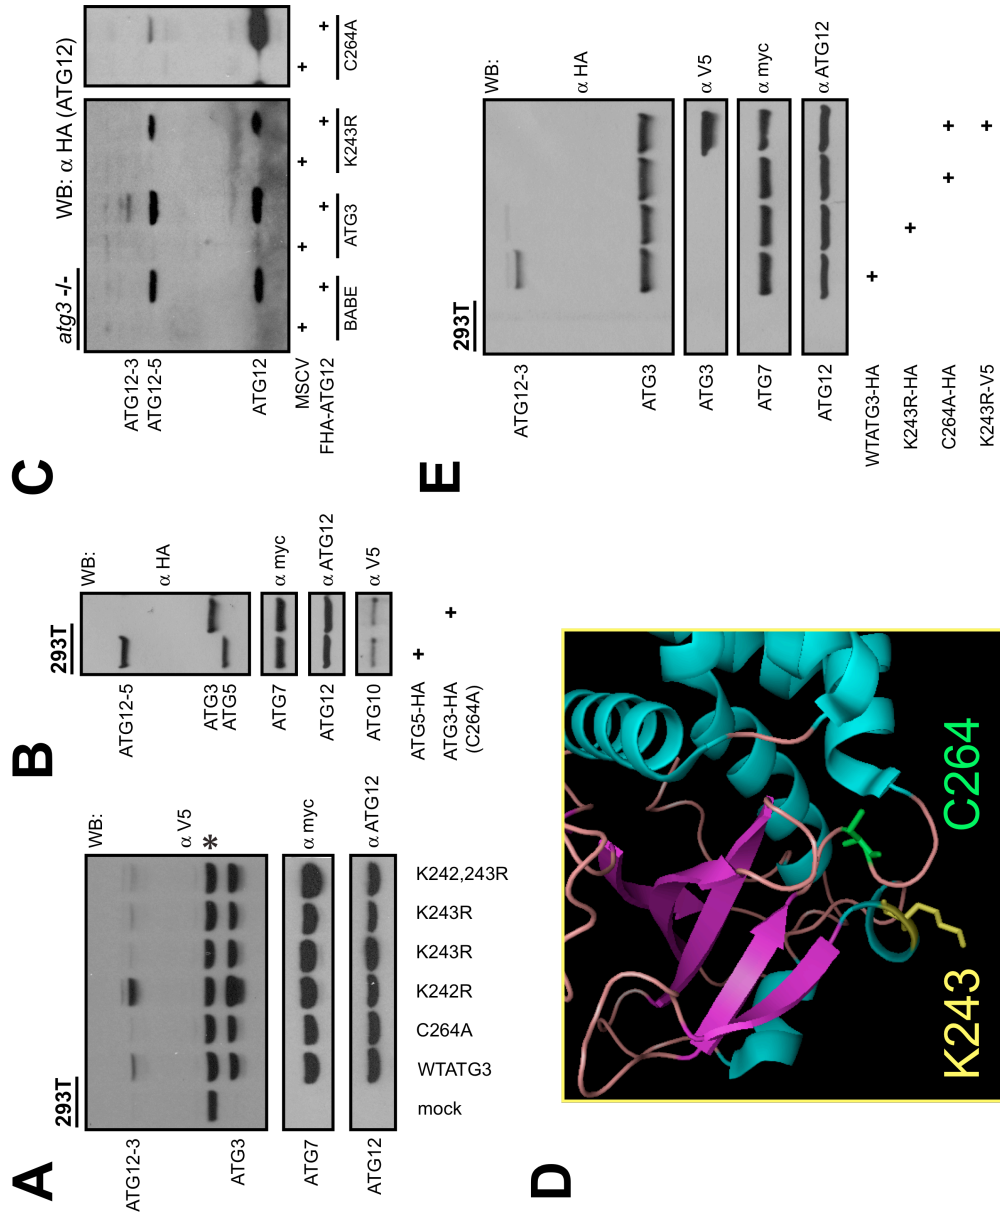 A
293T
WB:
ATG12-3
α V5
*
ATG3
ATG7
α myc
ATG12
α ATG12
mock
WTATG3
C264A
K242R
K243R
K243R
K242,243R
B
293T
WB:
ATG12-5
α HA
ATG3
ATG5
ATG7
α myc
ATG12
α ATG12
ATG10
α V5
ATG5-HA +
ATG3-HA +
(C264A)
C
atg3 -/-
WB: α HA (ATG12)
ATG12-3
ATG12-5
ATG12
MSCV + + + +
FHA-ATG12 + + + +
BABE ATG3 K243R C264A
D
K243 C264
E
293T
WB:
ATG12-3
α HA
ATG3
ATG3
α V5
ATG7
α myc
ATG12
α ATG12
WTATG3-HA +
K243R-HA +
C264A-HA + +
K243R-V5 +